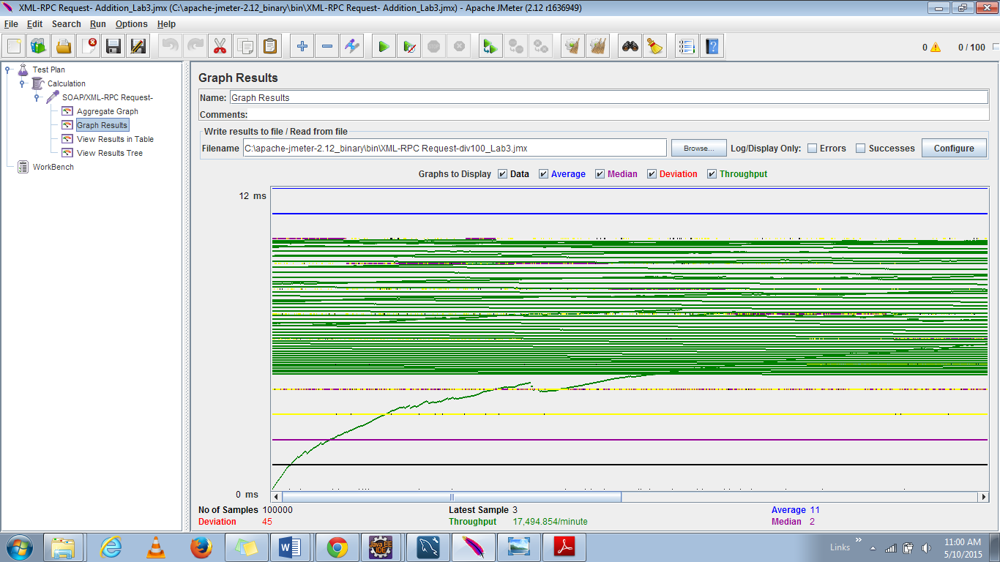 XML-RPC Request- Addition_Lab3.jmx (C:\apache-jmeter-2.12_binary\bin\XML-RPC Request- Addition_Lab3.jmx) - Apache JMeter (2.12 r1636949)
File Edit Search Run Options Help
0 0 / 100
Test Plan
Calculation
SOAP/XML-RPC Request-
Aggregate Graph
Graph Results
View Results in Table
View Results Tree
WorkBench
Graph Results
Name: Graph Results
Comments:
Write results to file / Read from file
Filename C:\apache-jmeter-2.12_binary\bin\XML-RPC Request-div100_Lab3.jmx Browse... Log/Display Only: Errors Successes Configure
Graphs to Display Data Average Median Deviation Throughput
12 ms
0 ms
No of Samples 100000 Latest Sample 3 Average 11
Deviation 45 Throughput 17,494.854/minute Median 2
Java EE
IDE
Links
11:00 AM
5/10/2015